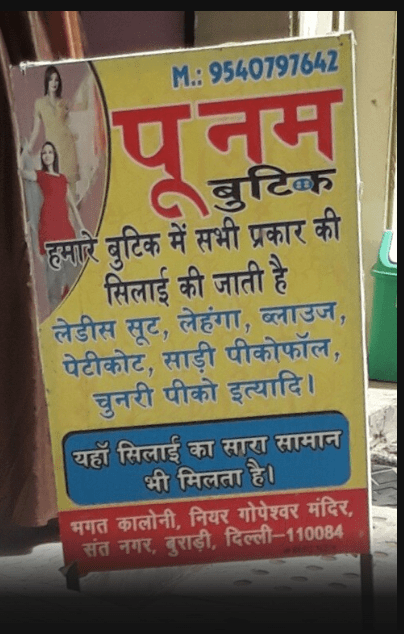 M.: 9540797642
पूनम
बुटिक
हमारे बुटिक में सभी प्रकार की
सिलाई की जाती है
लेडीस सूट, लेहंगा, ब्लाउज,
पेटीकोट, साड़ी पीकोफॉल,
चुनरी पीको इत्यादि।
यहाँ सिलाई का सारा सामान
भी मिलता है।
भगत कालोनी, नियर गोपेश्वर मंदिर,
संत नगर, बुराड़ी, दिल्ली-110084